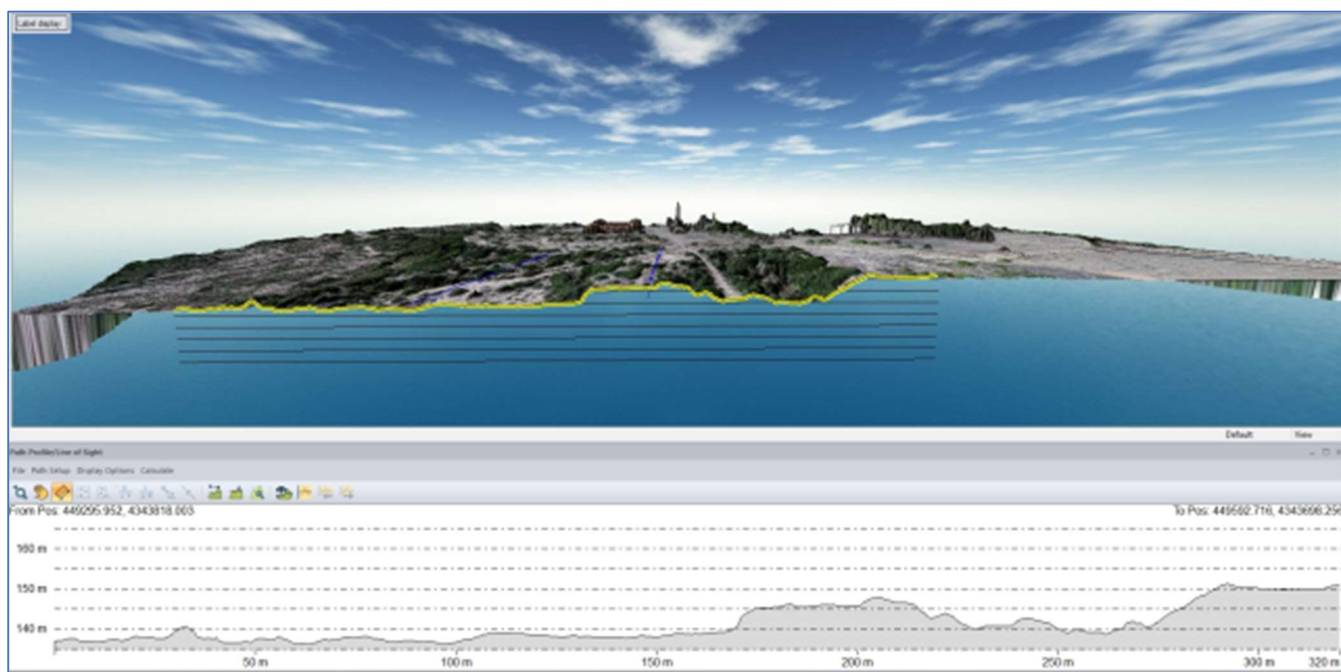 Label display
Default View
Path Profile/Line of Sight
File Path Setup Display Options Calculate
From Pos: 449295.952, 4343818.003 To Pos: 449592.716, 4343698.256
160 m
150 m
140 m
50 m 100 m 150 m 200 m 250 m 300 m 320 m